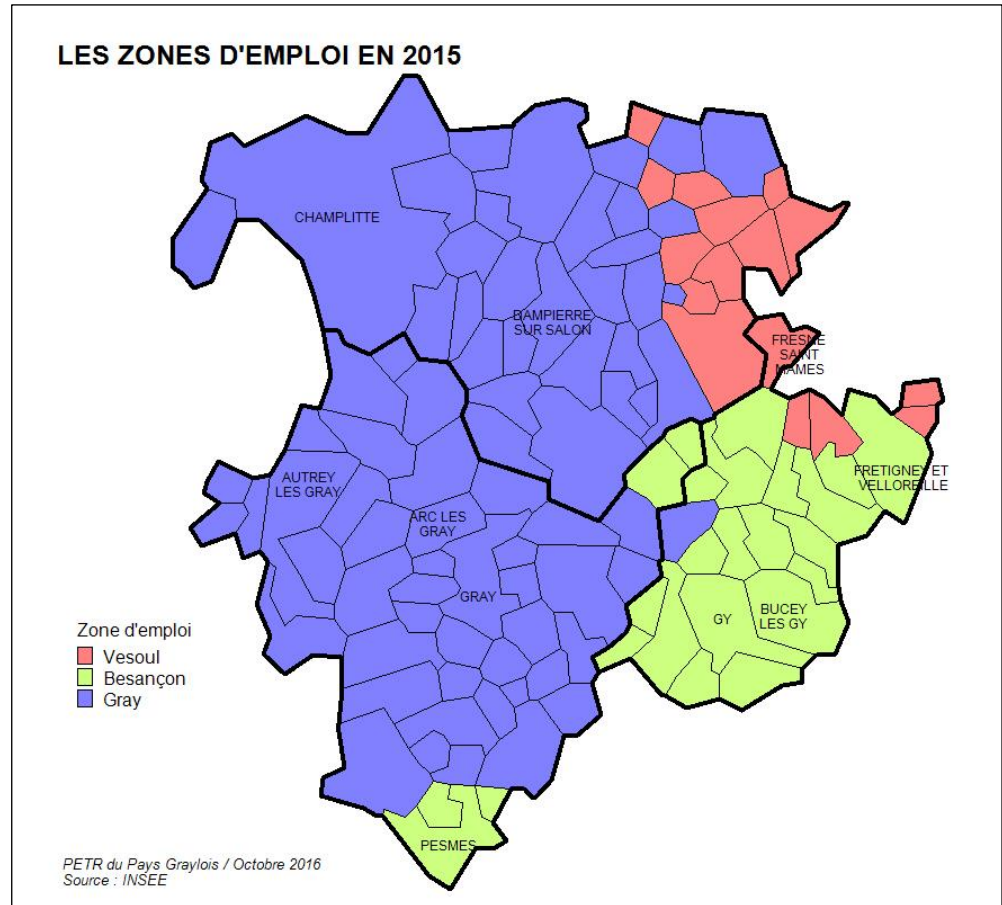 LES ZONES D'EMPLOI EN 2015
CHAMPLITTE
DAMPIERRE
SUR SALON
FRESNE
SAINT
MAMES
AUTREY
LES GRAY
FRETIGNEY ET
VELLOREILLE
ARC LES
GRAY
GRAY
GY
BUCEY
LES GY
Zone d'emploi
Vesoul
Besançon
Gray
PESMES
PETR du Pays Graylois / Octobre 2016
Source : INSEE